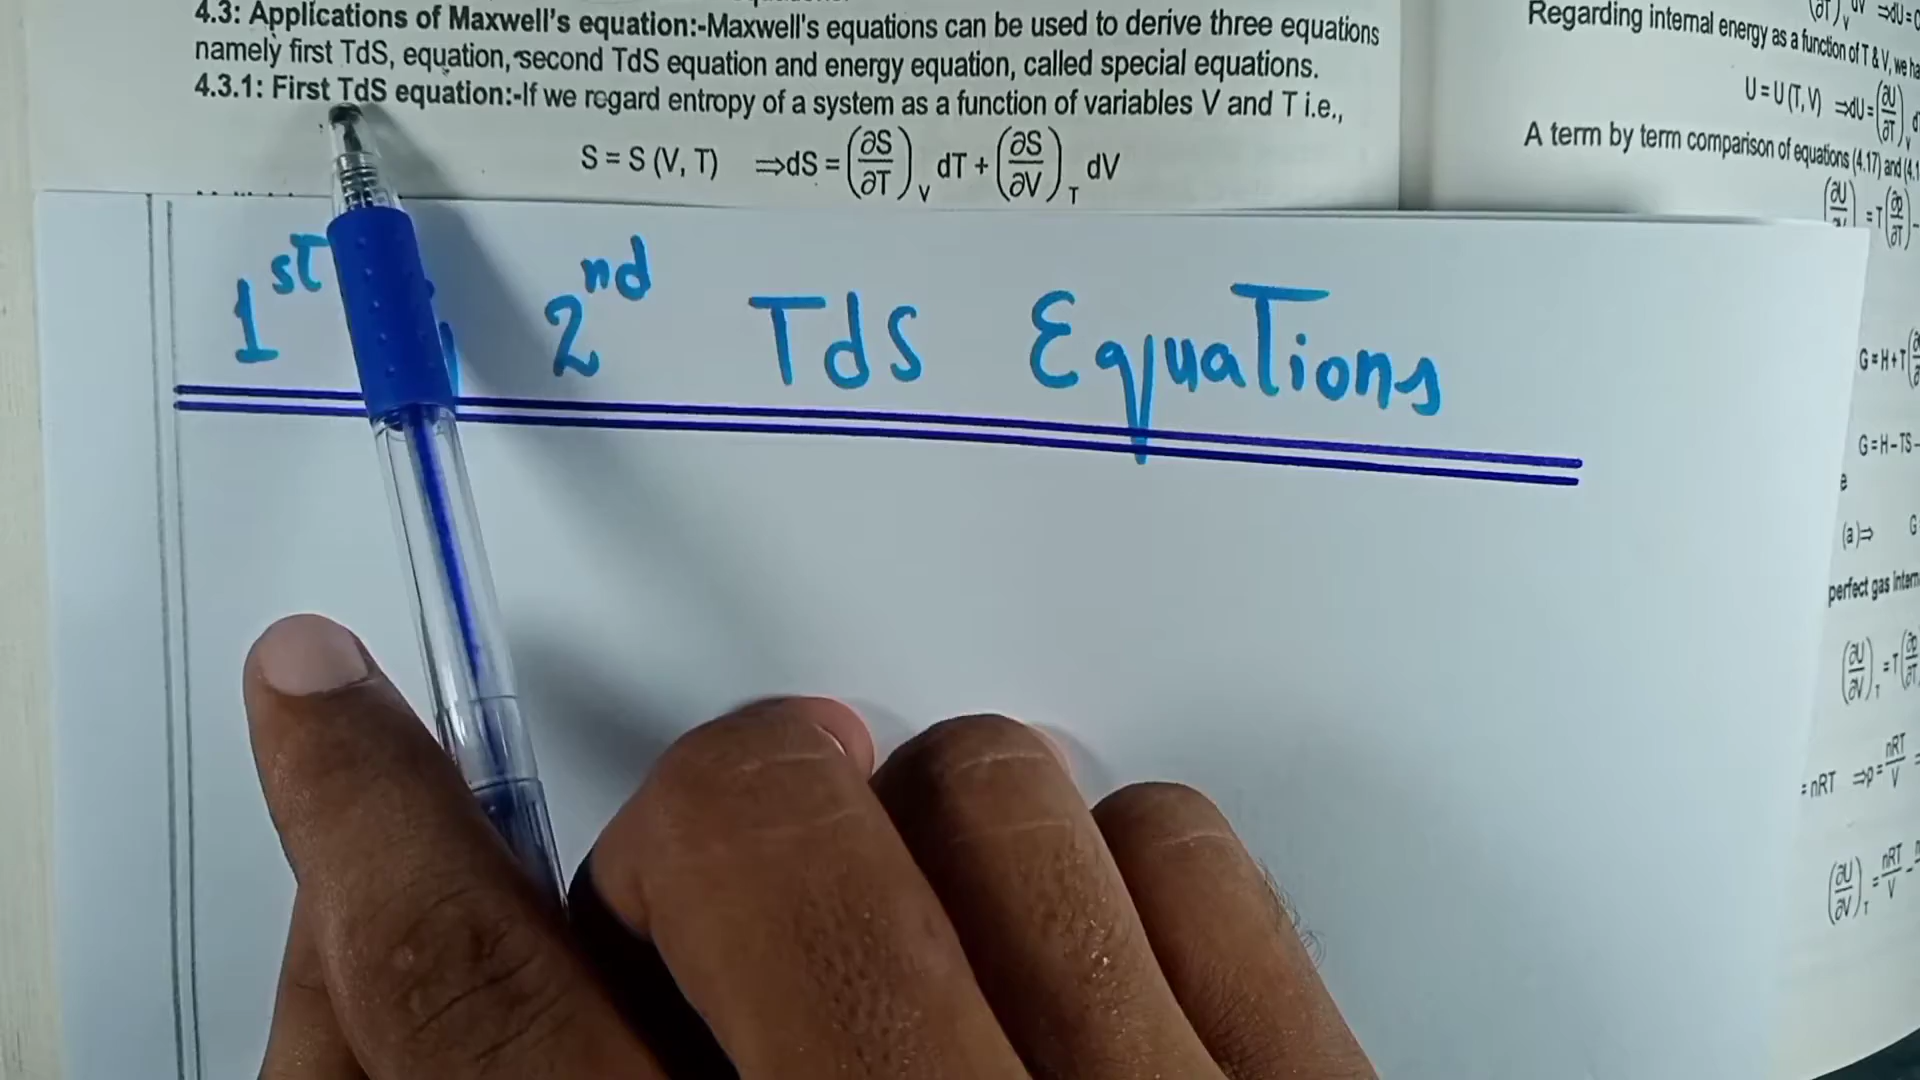 4.3: Applications of Maxwell's equation:-Maxwell's equations can be used to derive three equations
namely first TdS, equation, second TdS equation and energy equation, called special equations.
4.3.1: First TdS equation:-If we regard entropy of a system as a function of variables V and T i.e.,
S = S (V, T) ⇒dS = (∂S/∂T)V dT + (∂S/∂V)T dV
1st, 2nd TdS Equations
Regarding internal energy as a function of T & V, we ha
U = U (T, V) ⇒dU = (∂U/∂T)V d
A term by term comparison of equations (4.17) and (4.1
= T (∂p/∂T) -
G = H + T
G = H - TS -
(a)⇒ G
perfect gas intern
(∂U/∂V)T = T (∂p/∂T
= nRT ⇒p = nRT/V =
(∂U/∂V)T = nRT/V -